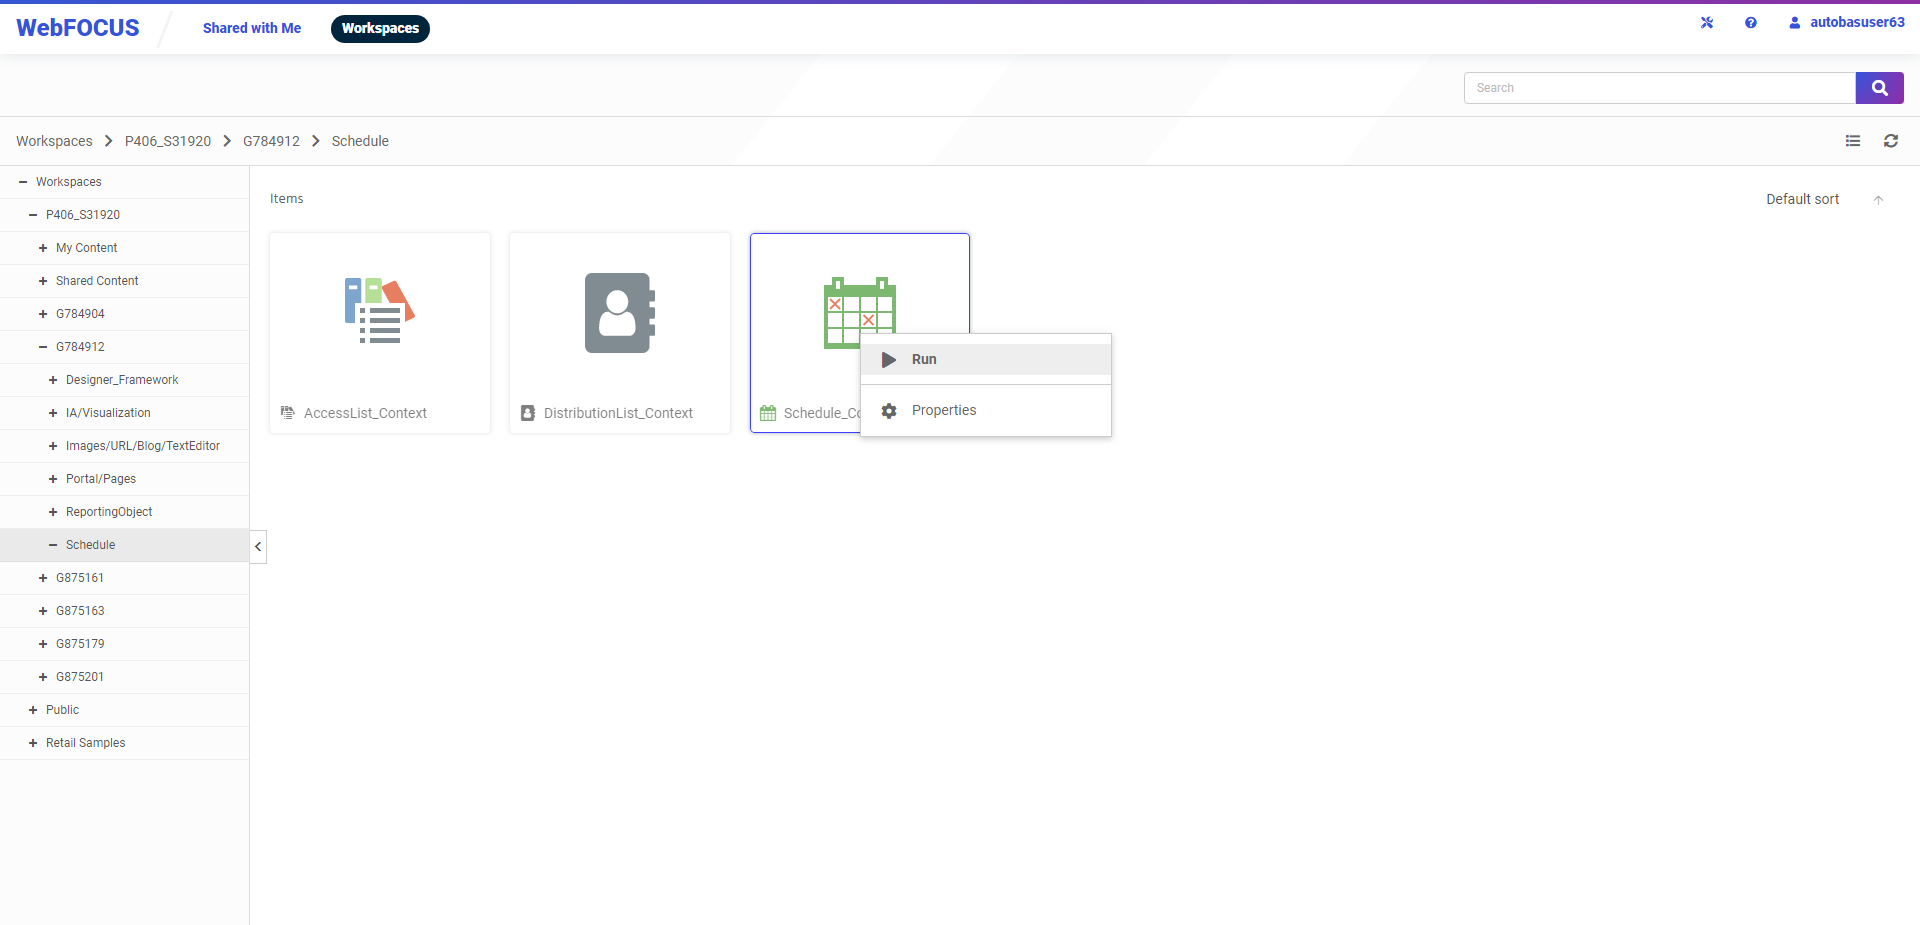 WebFOCUS
Shared with Me
Workspaces
autobasuser63
Search
Workspaces
P406_S31920
G784912
Schedule
Workspaces
P406_S31920
My Content
Shared Content
G784904
G784912
Designer_Framework
IA/Visualization
Images/URL/Blog/TextEditor
Portal/Pages
ReportingObject
Schedule
G875161
G875163
G875179
G875201
Public
Retail Samples
Items
Default sort
AccessList_Context
DistributionList_Context
Schedule_Co
Run
Properties